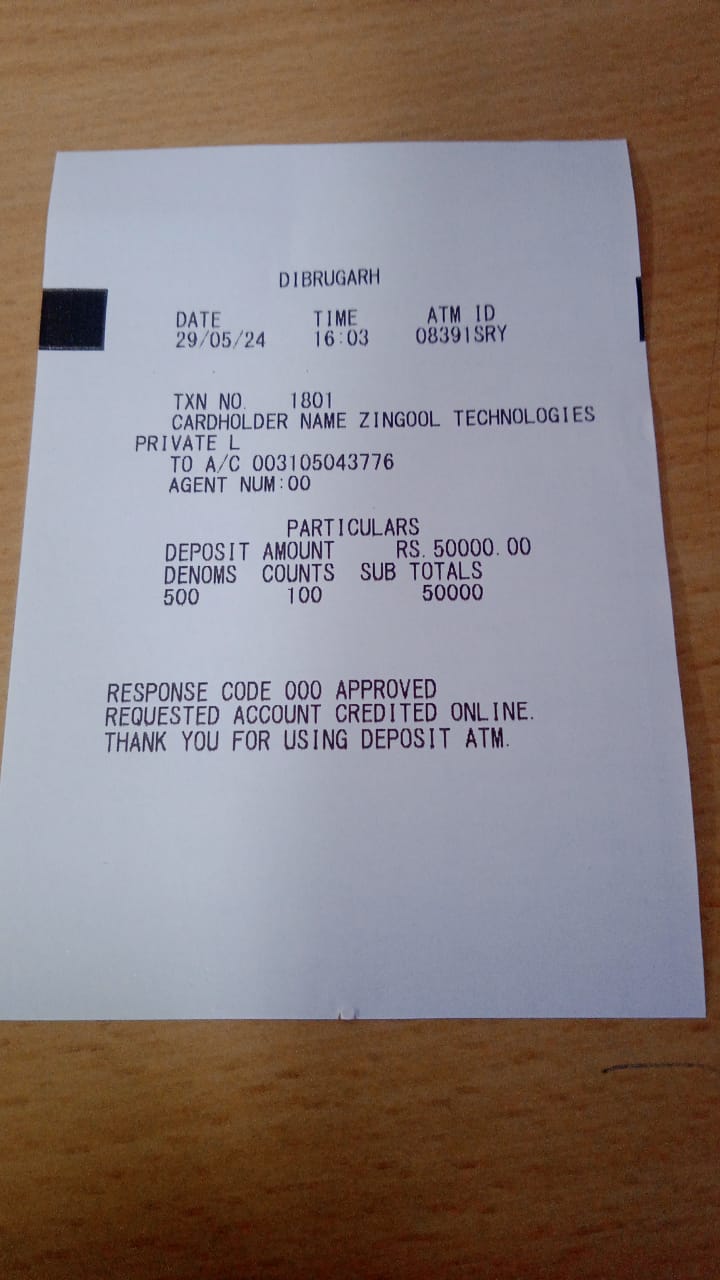 DIBRUGARH
DATE TIME ATM ID
29/05/24 16:03 08391SRY
TXN NO. 1801
CARDHOLDER NAME ZINGOOL TECHNOLOGIES
PRIVATE L
TO A/C 003105043776
AGENT NUM:00
PARTICULARS
DEPOSIT AMOUNT RS. 50000.00
DENOMS COUNTS SUB TOTALS
500 100 50000
RESPONSE CODE 000 APPROVED
REQUESTED ACCOUNT CREDITED ONLINE.
THANK YOU FOR USING DEPOSIT ATM.